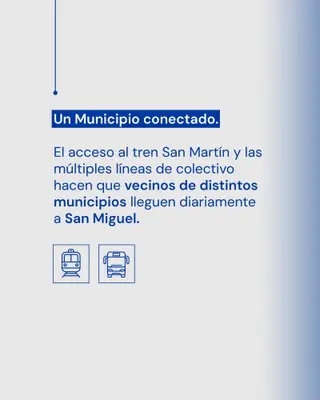 Un Municipio conectado.
El acceso al tren San Martín y las
múltiples líneas de colectivo
hacen que vecinos de distintos
municipios lleguen diariamente
a San Miguel.